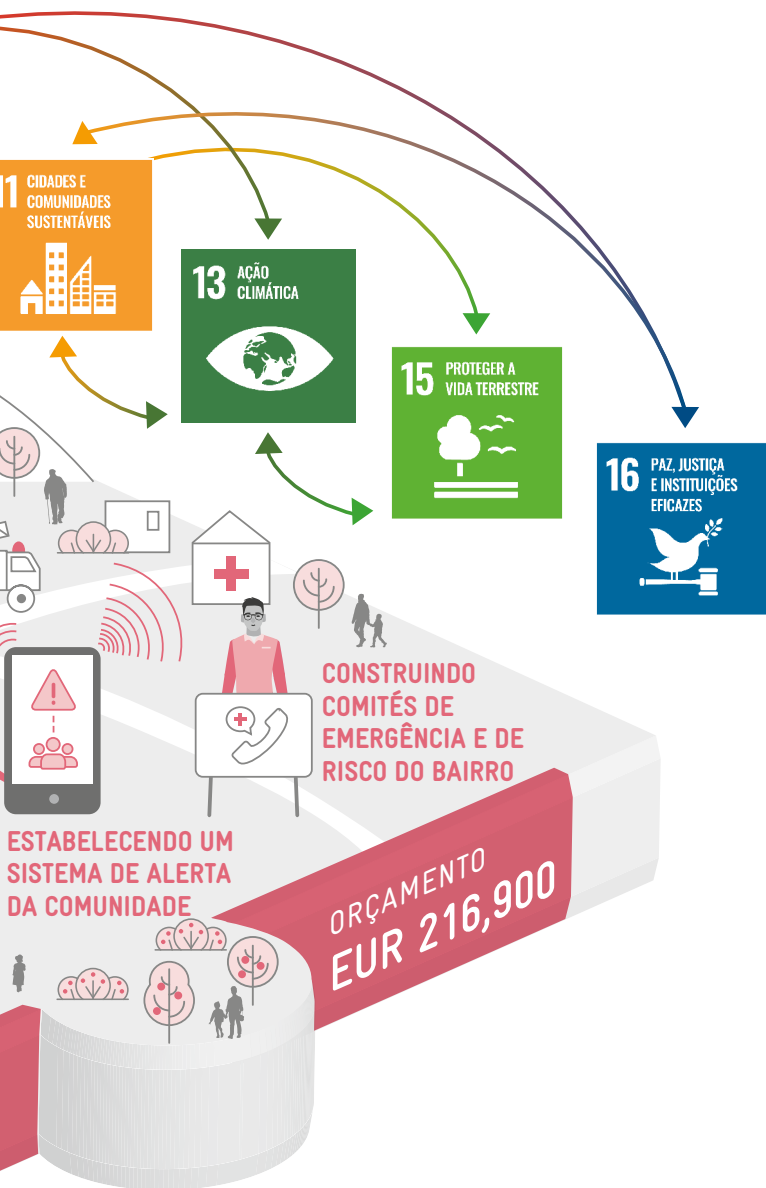 11 CIDADES E
COMUNIDADES
SUSTENTÁVEIS
13 AÇÃO
CLIMÁTICA
15 PROTEGER A
VIDA TERRESTRE
16 PAZ, JUSTIÇA
E INSTITUIÇÕES
EFICAZES
CONSTRUINDO
COMITÉS DE
EMERGÊNCIA E DE
RISCO DO BAIRRO
ESTABELECENDO UM
SISTEMA DE ALERTA
DA COMUNIDADE
ORÇAMENTO
EUR 216,900